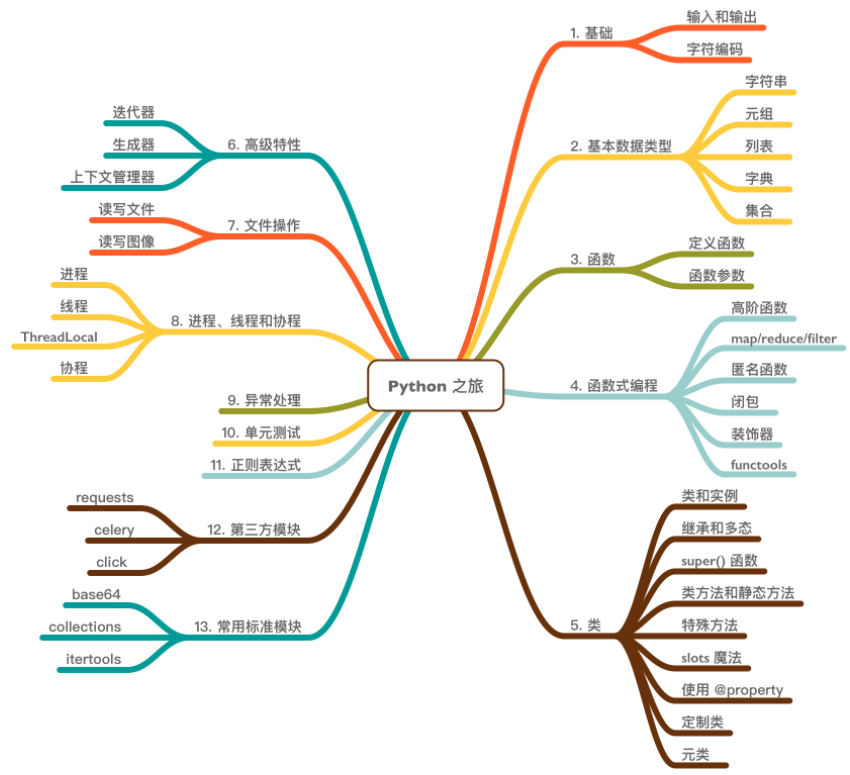 Python 之旅
1. 基础
输入和输出
字符编码
2. 基本数据类型
字符串
元组
列表
字典
集合
3. 函数
定义函数
函数参数
4. 函数式编程
高阶函数
map/reduce/filter
匿名函数
闭包
装饰器
functools
5. 类
类和实例
继承和多态
super() 函数
类方法和静态方法
特殊方法
slots 魔法
使用 @property
定制类
元类
6. 高级特性
迭代器
生成器
上下文管理器
7. 文件操作
读写文件
读写图像
8. 进程、线程和协程
进程
线程
ThreadLocal
协程
9. 异常处理
10. 单元测试
11. 正则表达式
12. 第三方模块
requests
celery
click
13. 常用标准模块
base64
collections
itertools